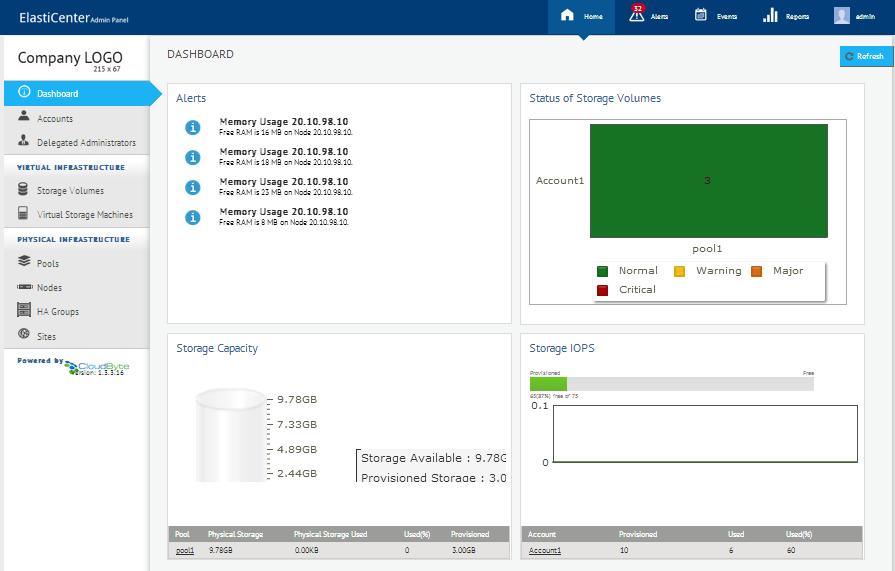 ElastiCenter Admin Panel
Home
32
Alerts
Events
Reports
admin
Company LOGO
215 x 67
DASHBOARD
Refresh
Dashboard
Accounts
Delegated Administrators
VIRTUAL INFRASTRUCTURE
Storage Volumes
Virtual Storage Machines
PHYSICAL INFRASTRUCTURE
Pools
Nodes
HA Groups
Sites
Powered by CloudByte
Version: 1.3.3.16
Alerts
Memory Usage 20.10.98.10
Free RAM is 16 MB on Node 20.10.98.10.
Memory Usage 20.10.98.10
Free RAM is 18 MB on Node 20.10.98.10.
Memory Usage 20.10.98.10
Free RAM is 23 MB on Node 20.10.98.10.
Memory Usage 20.10.98.10
Free RAM is 8 MB on Node 20.10.98.10.
Status of Storage Volumes
Account1
3
pool1
Normal Warning Major
Critical
Storage Capacity
9.78GB
7.33GB
4.89GB
2.44GB
Storage Available : 9.78G
Provisioned Storage : 3.0
Pool Physical Storage Physical Storage Used Used(%) Provisioned
pool1 9.78GB 0.00KB 0 3.00GB
Storage IOPS
Provisioned Free
65(87%) free of 75
0.1
0
Account Provisioned Used Used(%)
Account1 10 6 60